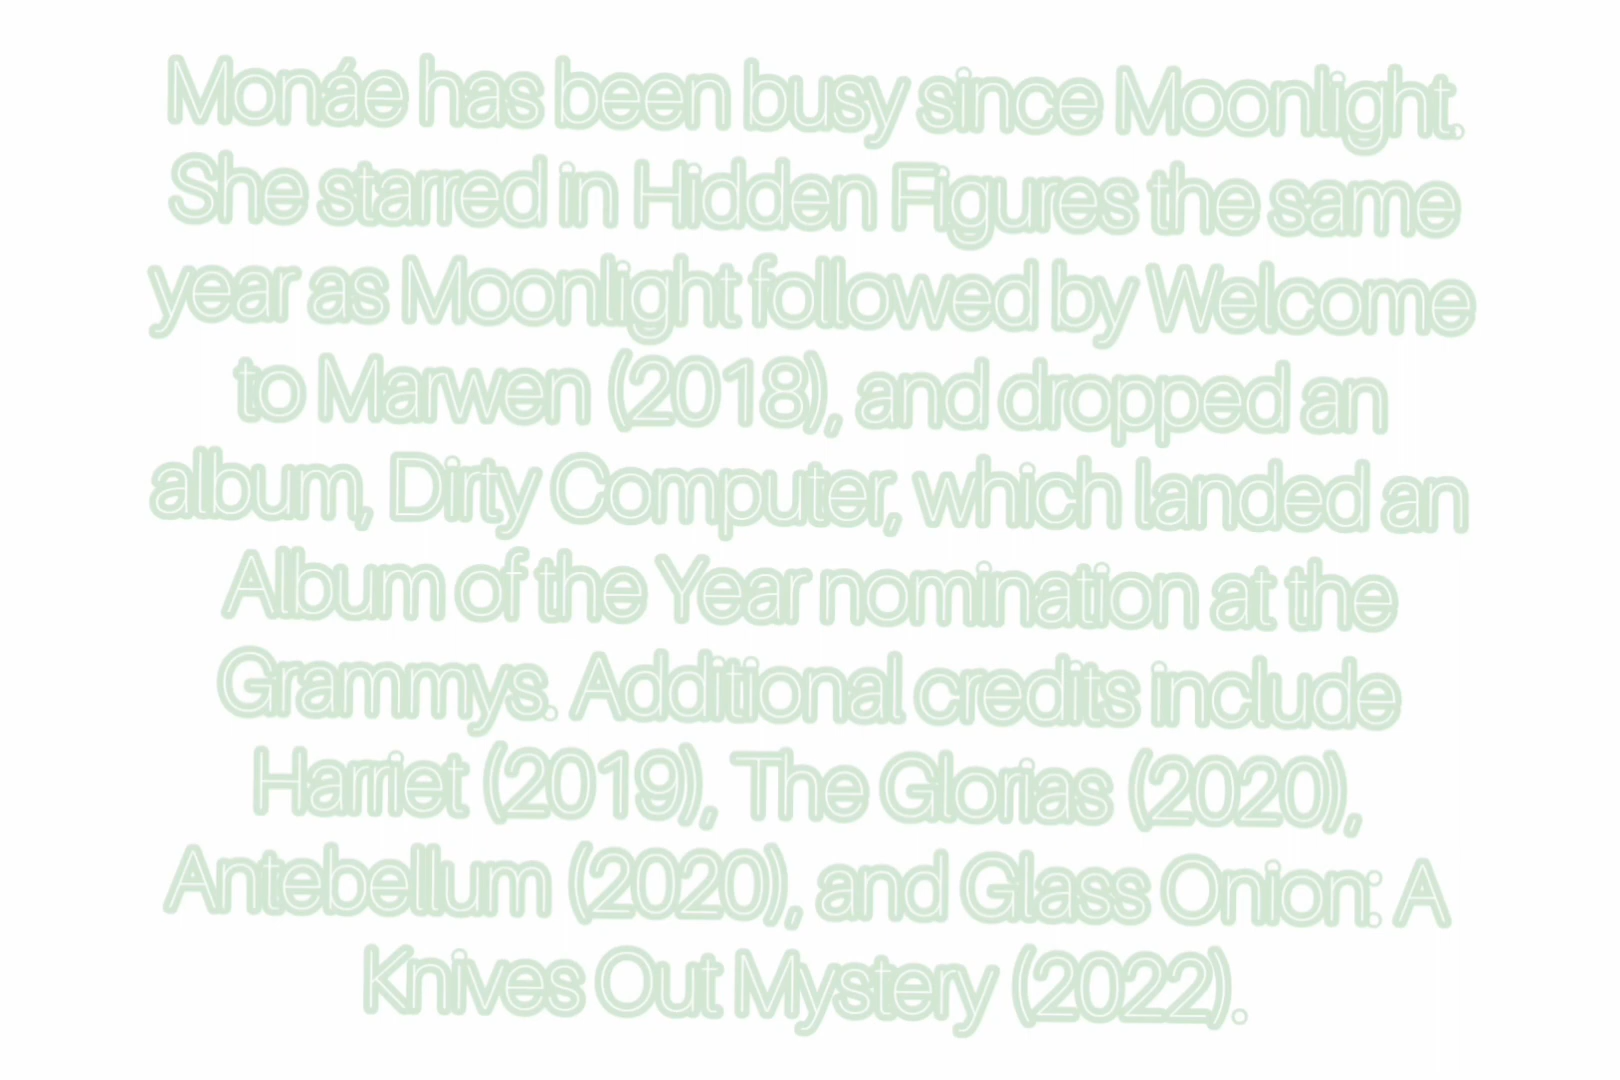 Monáe has been busy since Moonlight.
She starred in Hidden Figures the same
year as Moonlight followed by Welcome
to Marwen (2018), and dropped an
album, Dirty Computer, which landed an
Album of the Year nomination at the
Grammys. Additional credits include
Harriet (2019), The Glorias (2020),
Antebellum (2020), and Glass Onion: A
Knives Out Mystery (2022).